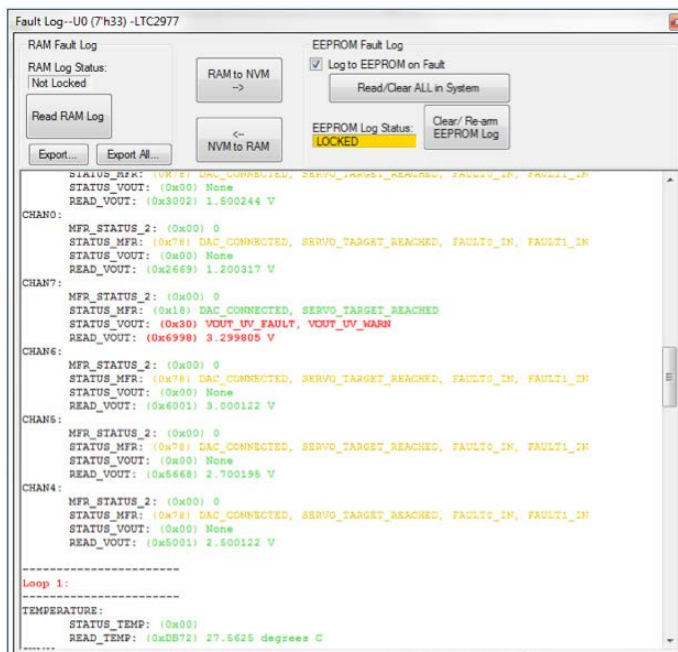 Fault Log--U0 (7'h33) -LTC2977
RAM Fault Log
RAM Log Status:
Not Locked
Read RAM Log
Export...
Export All...
RAM to NVM
-->
<--
NVM to RAM
EEPROM Fault Log
Log to EEPROM on Fault
Read/Clear ALL in System
EEPROM Log Status:
LOCKED
Clear/ Re-arm
EEPROM Log
STATUS_MFR: (0x78) DAC_CONNECTED, SERVO_TARGET_REACHED, FAULT0_IN, FAULT1_IN
STATUS_VOUT: (0x00) None
READ_VOUT: (0x3002) 1.500244 V
CHAN0:
MFR_STATUS_2: (0x00) 0
STATUS_MFR: (0x78) DAC_CONNECTED, SERVO_TARGET_REACHED, FAULT0_IN, FAULT1_IN
STATUS_VOUT: (0x00) None
READ_VOUT: (0x2669) 1.200317 V
CHAN7:
MFR_STATUS_2: (0x00) 0
STATUS_MFR: (0x18) DAC_CONNECTED, SERVO_TARGET_REACHED
STATUS_VOUT: (0x30) VOUT_UV_FAULT, VOUT_UV_WARN
READ_VOUT: (0x6998) 3.299805 V
CHAN6:
MFR_STATUS_2: (0x00) 0
STATUS_MFR: (0x78) DAC_CONNECTED, SERVO_TARGET_REACHED, FAULT0_IN, FAULT1_IN
STATUS_VOUT: (0x00) None
READ_VOUT: (0x6001) 3.000122 V
CHAN5:
MFR_STATUS_2: (0x00) 0
STATUS_MFR: (0x78) DAC_CONNECTED, SERVO_TARGET_REACHED, FAULT0_IN, FAULT1_IN
STATUS_VOUT: (0x00) None
READ_VOUT: (0x5668) 2.700195 V
CHAN4:
MFR_STATUS_2: (0x00) 0
STATUS_MFR: (0x78) DAC_CONNECTED, SERVO_TARGET_REACHED, FAULT0_IN, FAULT1_IN
STATUS_VOUT: (0x00) None
READ_VOUT: (0x5001) 2.500122 V
------------------------
Loop 1:
------------------------
TEMPERATURE:
STATUS_TEMP: (0x00)
READ_TEMP: (0xDB72) 27.5625 degrees C